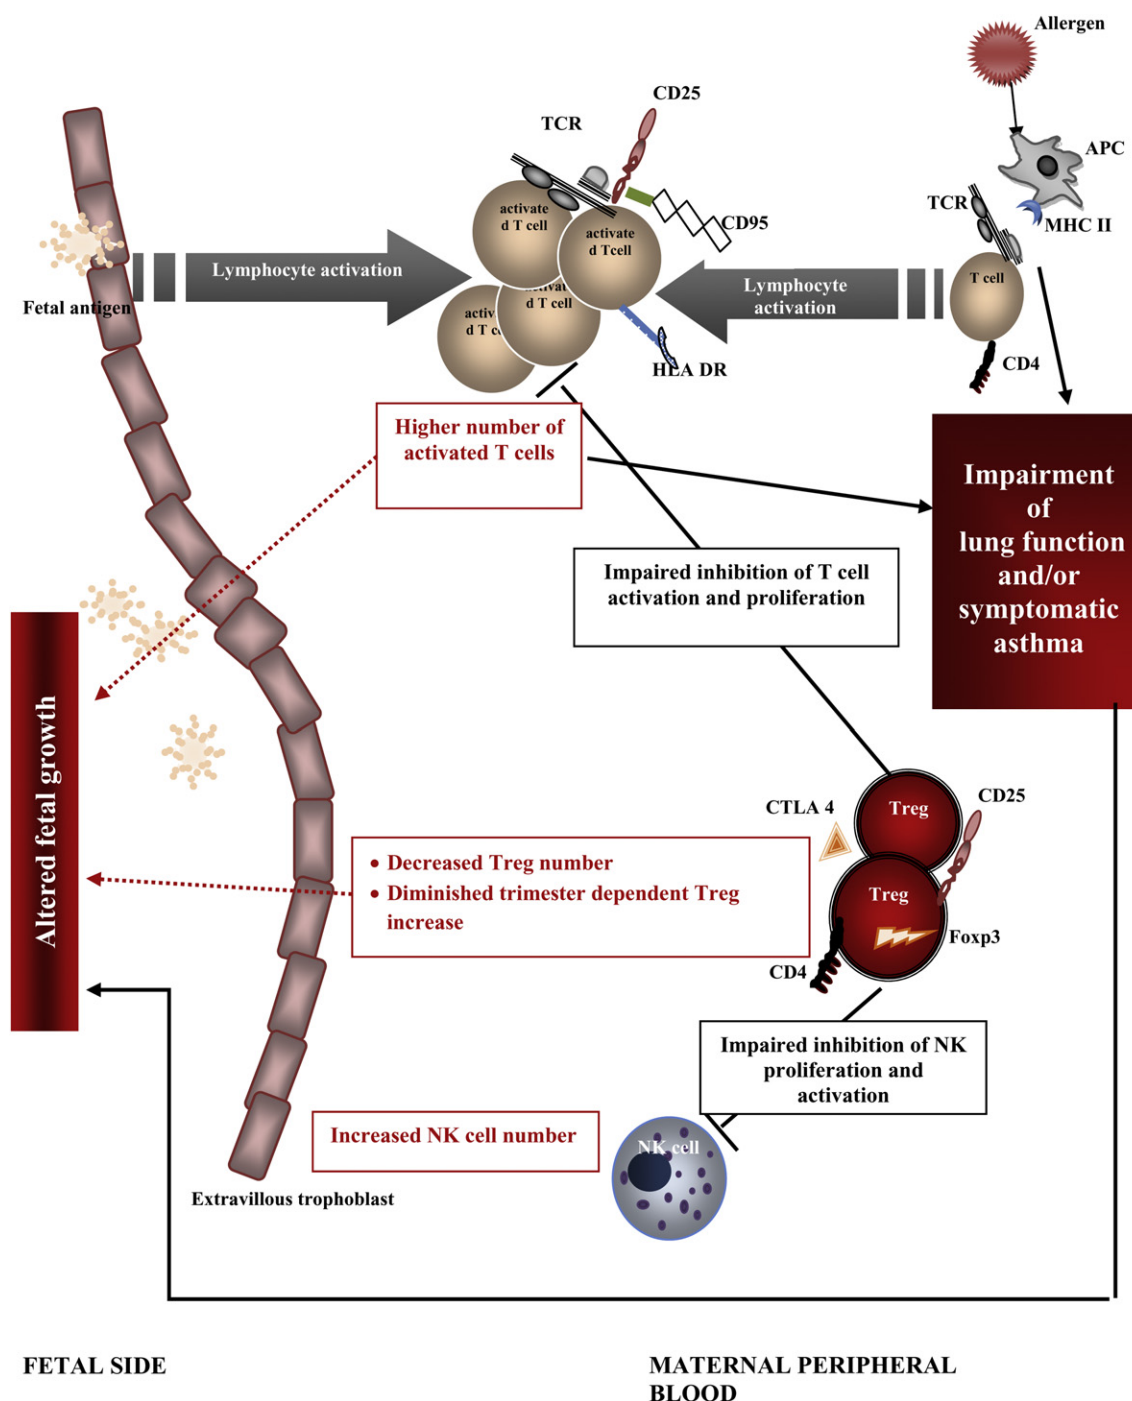 Allergen
CD25
TCR
APC
TCR
MHC II
CD95
activate
d T cell
activate
d Tcell
activat
d T cell
activ
d T ce
Fetal antigen
Lymphocyte activation
Lymphocyte
activation
T cell
CD4
HLA DR
Higher number of
activated T cells
Impairment
of
lung function
and/or
symptomatic
asthma
Impaired inhibition of T cell
activation and proliferation
Altered fetal growth
CTLA 4
Treg
CD25
• Decreased Treg number
• Diminished trimester dependent Treg
increase
Treg
Foxp3
CD4
Impaired inhibition of NK
proliferation and
activation
Increased NK cell number
NK cell
Extravillous trophoblast
FETAL SIDE
MATERNAL PERIPHERAL
BLOOD